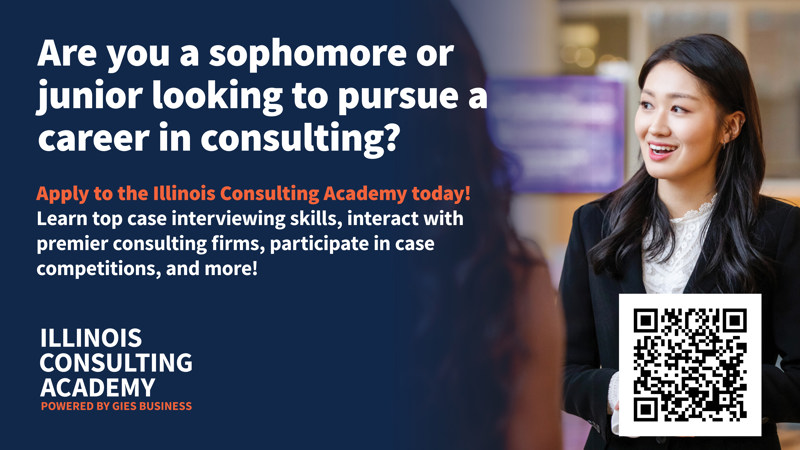 Are you a sophomore or
junior looking to pursue a
career in consulting?
Apply to the Illinois Consulting Academy today!
Learn top case interviewing skills, interact with
premier consulting firms, participate in case
competitions, and more!
ILLINOIS
CONSULTING
ACADEMY
POWERED BY GIES BUSINESS